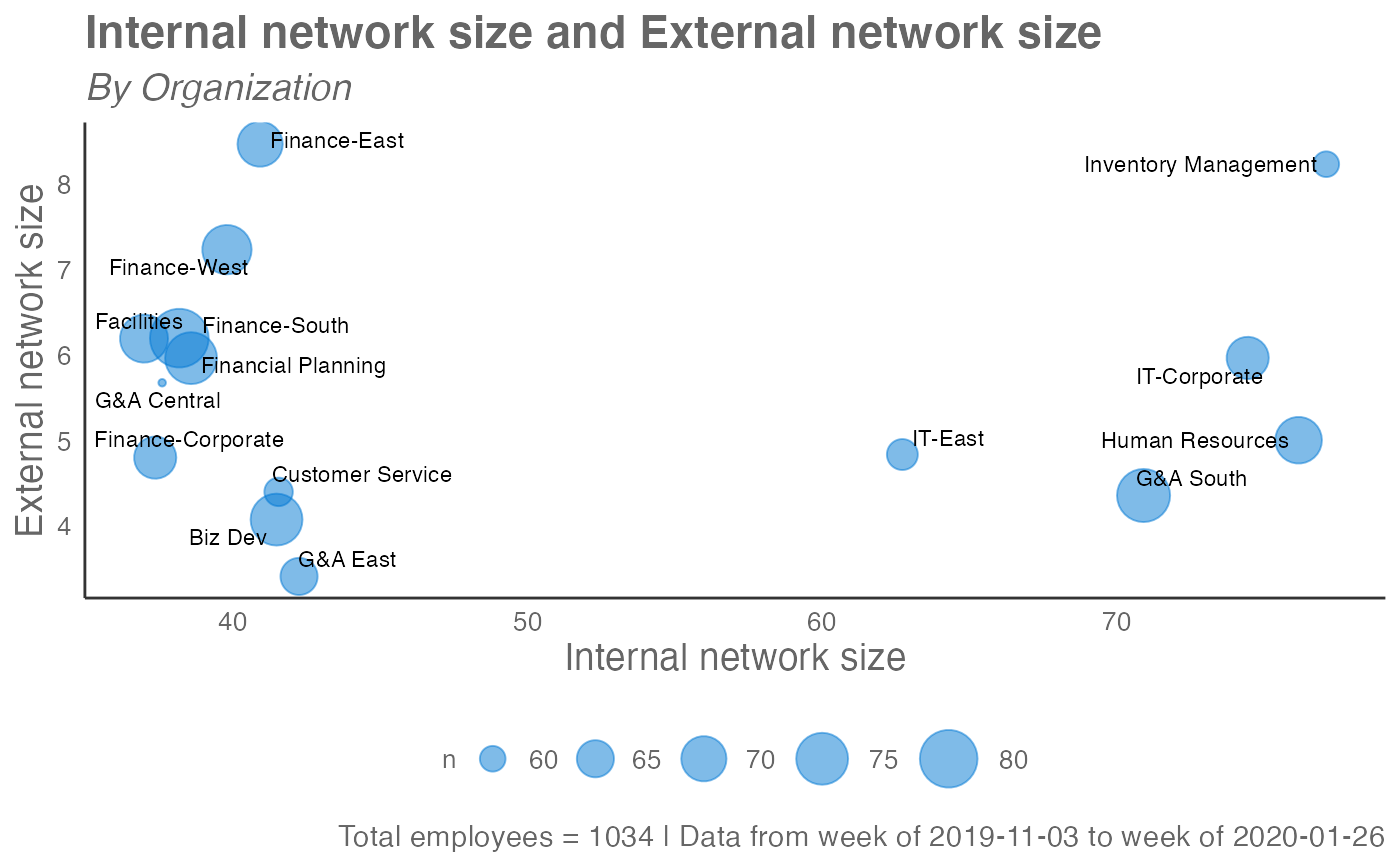 Internal network size and External network size
By Organization
External network size
8
7
6
5
4
Finance-East
Inventory Management
Finance-West
Facilities
Finance-South
Financial Planning
IT-Corporate
G&A Central
Finance-Corporate
IT-East
Human Resources
Customer Service
G&A South
Biz Dev
G&A East
40 50 60 70
Internal network size
n 60 65 70 75 80
Total employees = 1034 | Data from week of 2019-11-03 to week of 2020-01-26